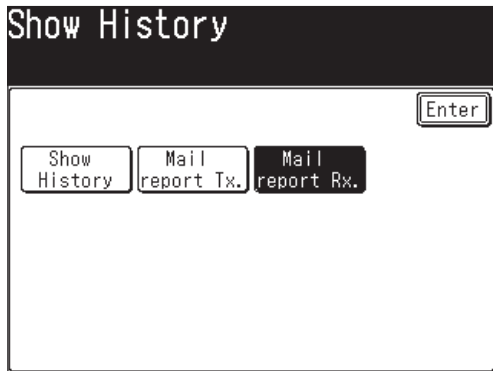 Show History
Enter
Show History
Mail report Tx.
Mail report Rx.